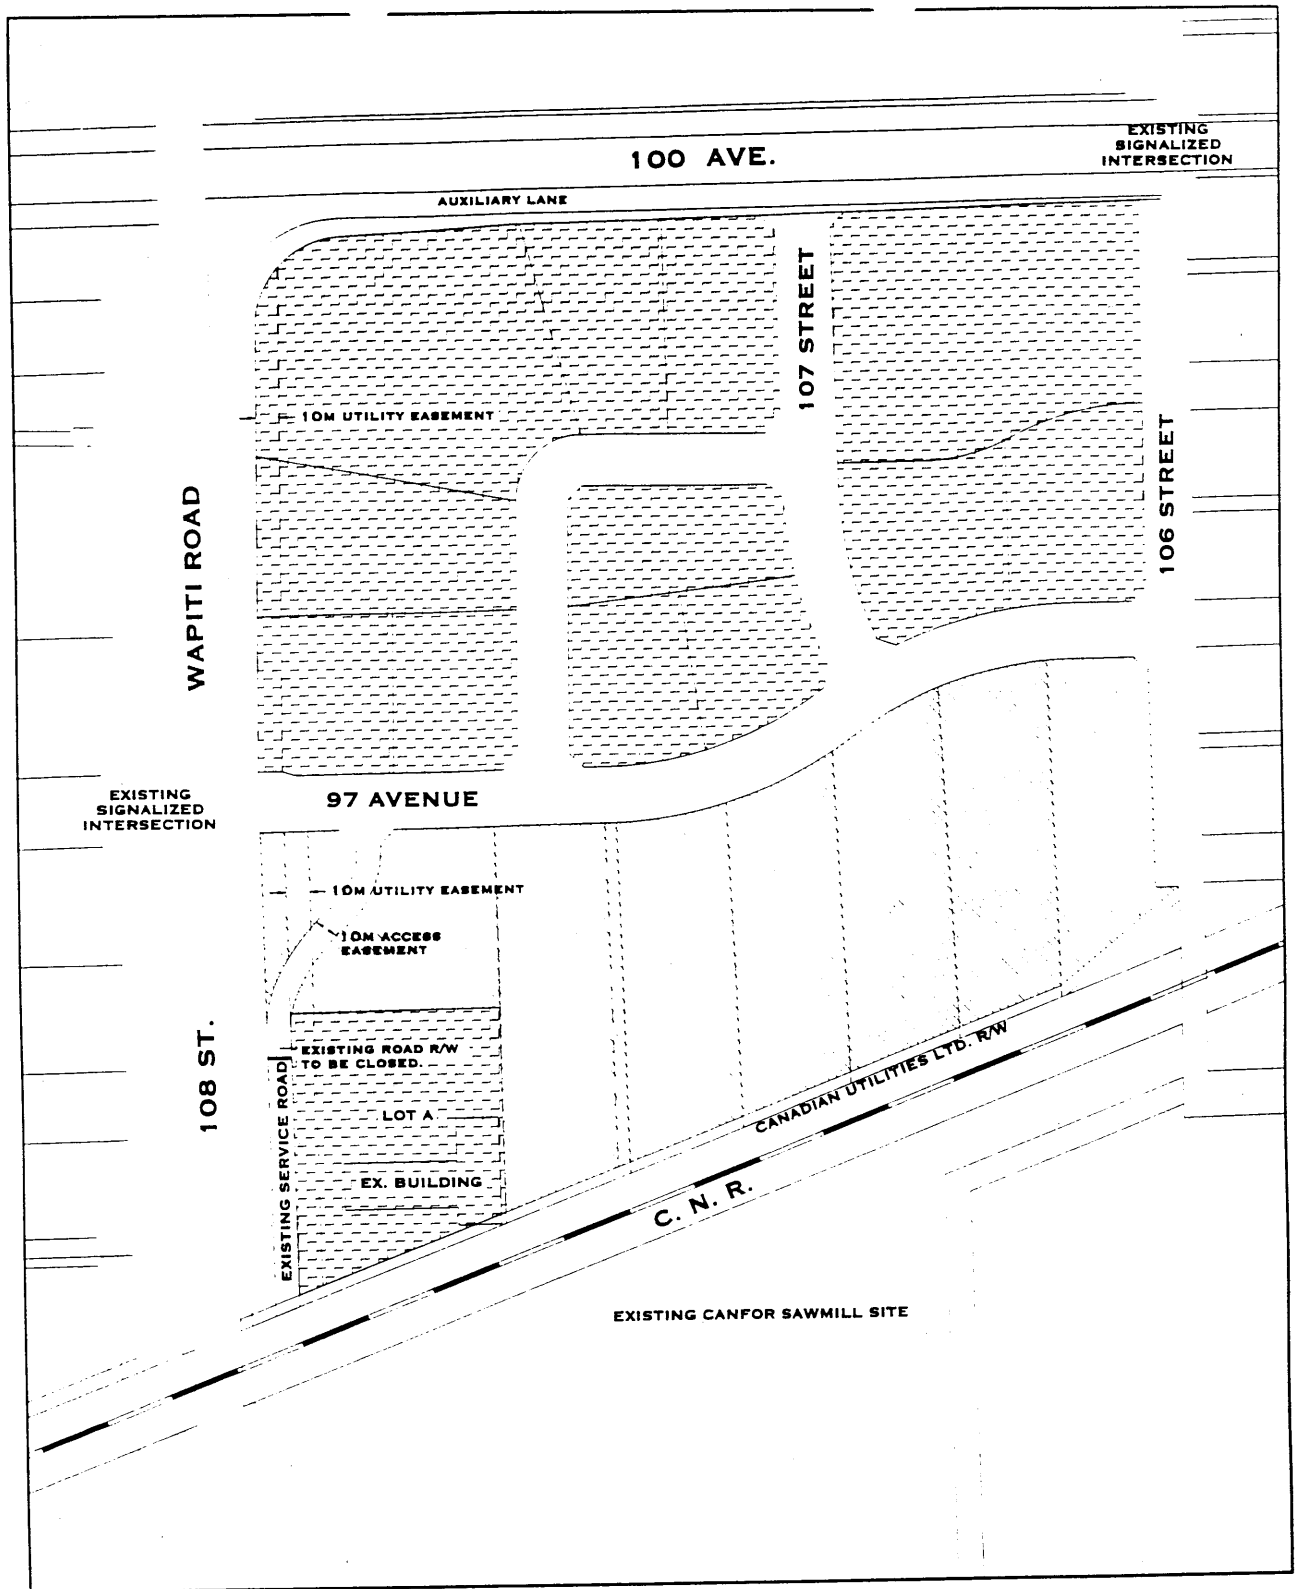 EXISTING
SIGNALIZED
INTERSECTION
100 AVE.
AUXILIARY LANE
107 STREET
10M UTILITY EASEMENT
106 STREET
WAPITI ROAD
EXISTING
SIGNALIZED
INTERSECTION
97 AVENUE
10M UTILITY EASEMENT
10M ACCESS
EASEMENT
108 ST.
EXISTING ROAD R/W
TO BE CLOSED.
EXISTING SERVICE ROAD
LOT A
EX. BUILDING
CANADIAN UTILITIES LTD. R/W
C. N. R.
EXISTING CANFOR SAWMILL SITE